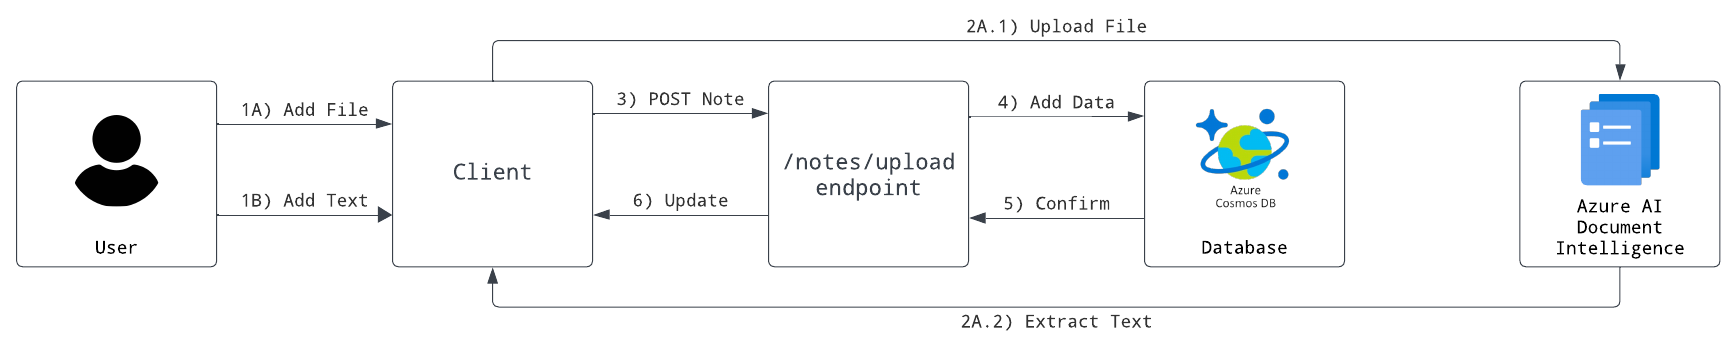 2A.1) Upload File
1A) Add File
3) POST Note
4) Add Data
Client
/notes/upload
endpoint
Azure
Cosmos DB
1B) Add Text
6) Update
5) Confirm
User
Database
Azure AI
Document
Intelligence
2A.2) Extract Text